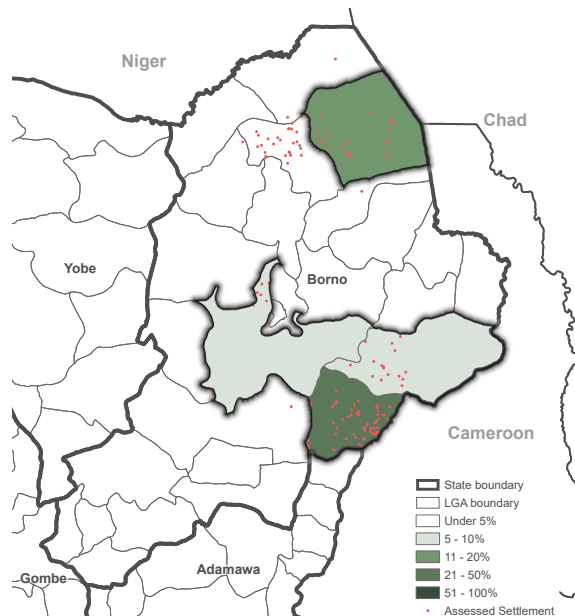 Niger
Chad
Yobe
Borno
Cameroon
State boundary
LGA boundary
Under 5%
5 - 10%
11 - 20%
21 - 50%
51 - 100%
Assessed Settlement
Adamawa
Gombe